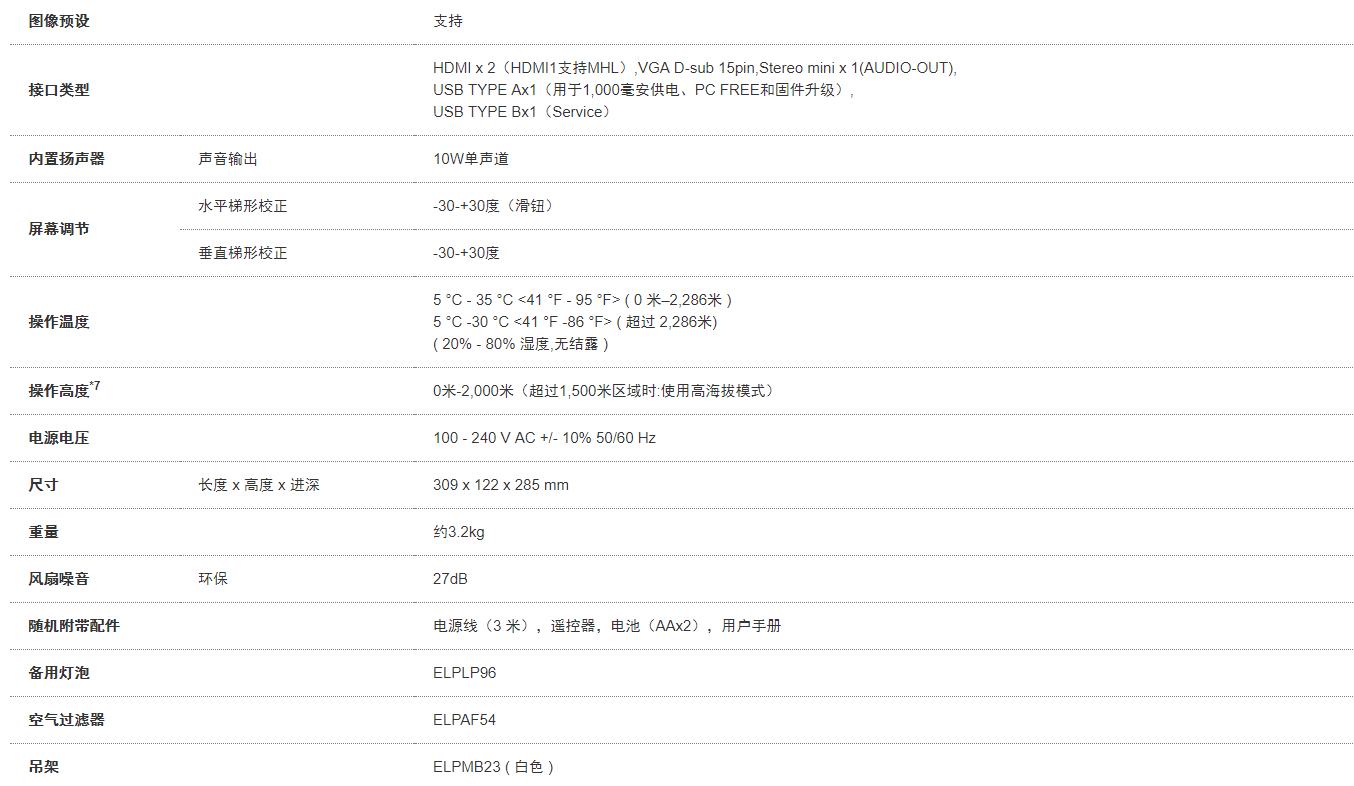 图像预设 支持
HDMI x 2（HDMI1支持MHL）,VGA D-sub 15pin,Stereo mini x 1(AUDIO-OUT),
接口类型 USB TYPE Ax1（用于1,000毫安供电、PC FREE和固件升级）,
USB TYPE Bx1（Service）
内置扬声器 声音输出 10W单声道
水平梯形校正 -30-+30度（滑钮）
屏幕调节
垂直梯形校正 -30-+30度
5 °C - 35 °C <41 °F - 95 °F> ( 0 米–2,286米 )
操作温度 5 °C -30 °C <41 °F -86 °F> ( 超过 2,286米)
( 20% - 80% 湿度,无结露 )
操作高度*7 0米-2,000米（超过1,500米区域时:使用高海拔模式）
电源电压 100 - 240 V AC +/- 10% 50/60 Hz
尺寸 长度 x 高度 x 进深 309 x 122 x 285 mm
重量 约3.2kg
风扇噪音 环保 27dB
随机附带配件 电源线（3 米），遥控器，电池（AAx2），用户手册
备用灯泡 ELPLP96
空气过滤器 ELPAF54
吊架 ELPMB23 ( 白色 )